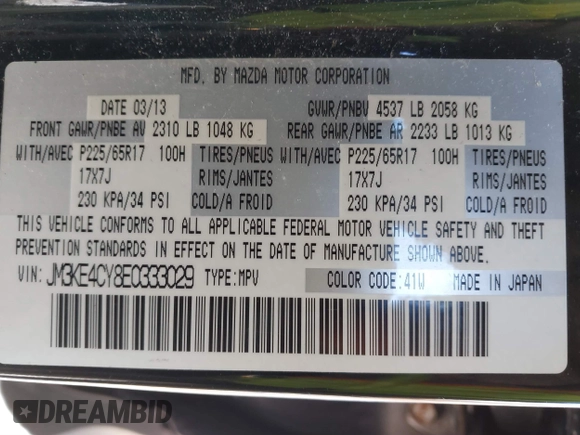 MFD. BY MAZDA MOTOR CORPORATION
DATE 03/13 GVWR/PNBV 4537 LB 2058 KG
FRONT GAWR/PNBE AV 2310 LB 1048 KG REAR GAWR/PNBE AR 2233 LB 1013 KG
WITH/AVEC P225/65R17 100H TIRES/PNEUS WITH/AVEC P225/65R17 100H TIRES/PNEUS
17X7J RIMS/JANTES 17X7J RIMS/JANTES
230 KPA/34 PSI COLD/A FROID 230 KPA/34 PSI COLD/A FROID
THIS VEHICLE CONFORMS TO ALL APPLICABLE FEDERAL MOTOR VEHICLE SAFETY AND THEFT
PREVENTION STANDARDS IN EFFECT ON THE DATE OF MANUFACTURE SHOWN ABOVE.
VIN: JM3KE4CY8E0333029 TYPE:MPV COLOR CODE:41W MADE IN JAPAN
DREAMBID